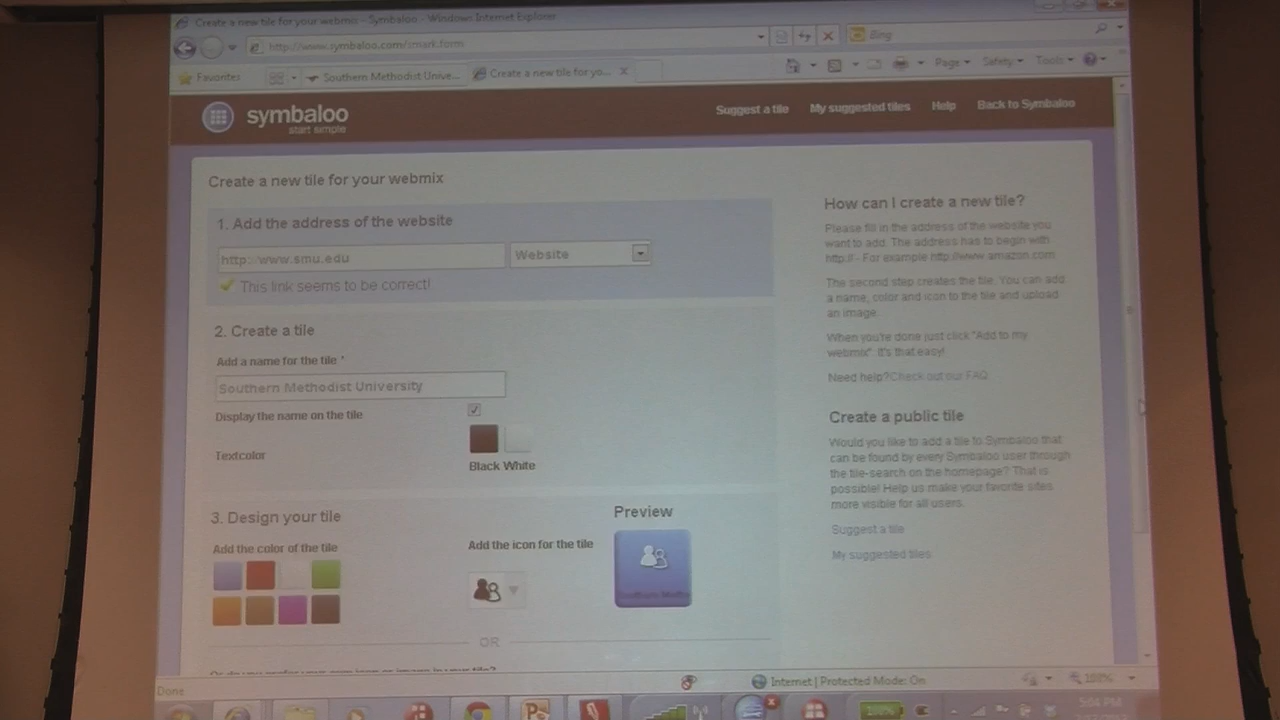 Create a new tile for your webmix - Symbaloo - Windows Internet Explorer
http://www.symbaloo.com/smark.form
Bing
Favorites
Southern Methodist Unive...
Create a new tile for yo...
Page
Safety
Tools
symbaloo
start simple
Suggest a tile
My suggested tiles
Help
Back to Symbaloo
Create a new tile for your webmix
1. Add the address of the website
http://www.smu.edu
Website
This link seems to be correct!
2. Create a tile
Add a name for the tile *
Southern Methodist University
Display the name on the tile
Textcolor
Black White
3. Design your tile
Add the color of the tile
Add the icon for the tile
Preview
Southern Metho
OR
How can I create a new tile?
Please fill in the address of the website you
want to add. The address has to begin with
http:// - For example http://www.amazon.com
The second step creates the tile. You can add
a name, color and icon to the tile and upload
an image.
When you're done just click "Add to my
webmix". It's that easy!
Need help? Check out our FAQ
Create a public tile
Would you like to add a tile to Symbaloo that
can be found by every Symbaloo user through
the tile-search on the homepage? That is
possible! Help us make your favorite sites
more visible for all users.
Suggest a tile
My suggested tiles
Done
Internet | Protected Mode: On
5:04 PM